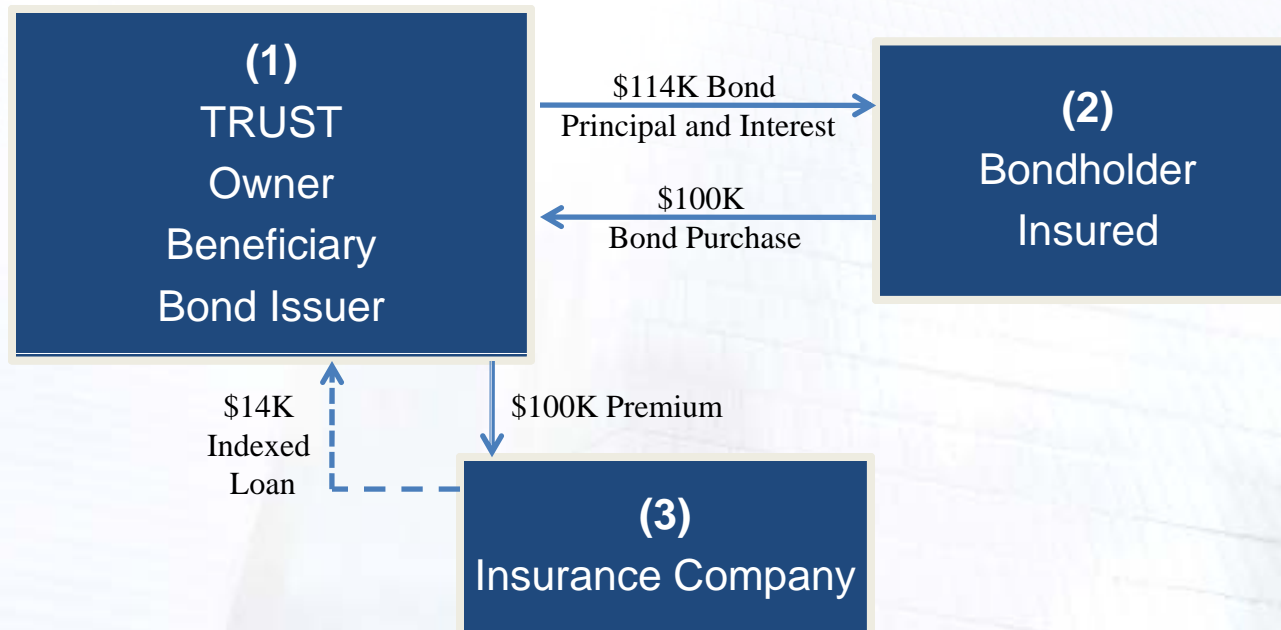 (1)
TRUST
Owner
Beneficiary
Bond Issuer
$114K Bond
Principal and Interest
$100K
Bond Purchase
(2)
Bondholder
Insured
$14K
Indexed
Loan
$100K Premium
(3)
Insurance Company